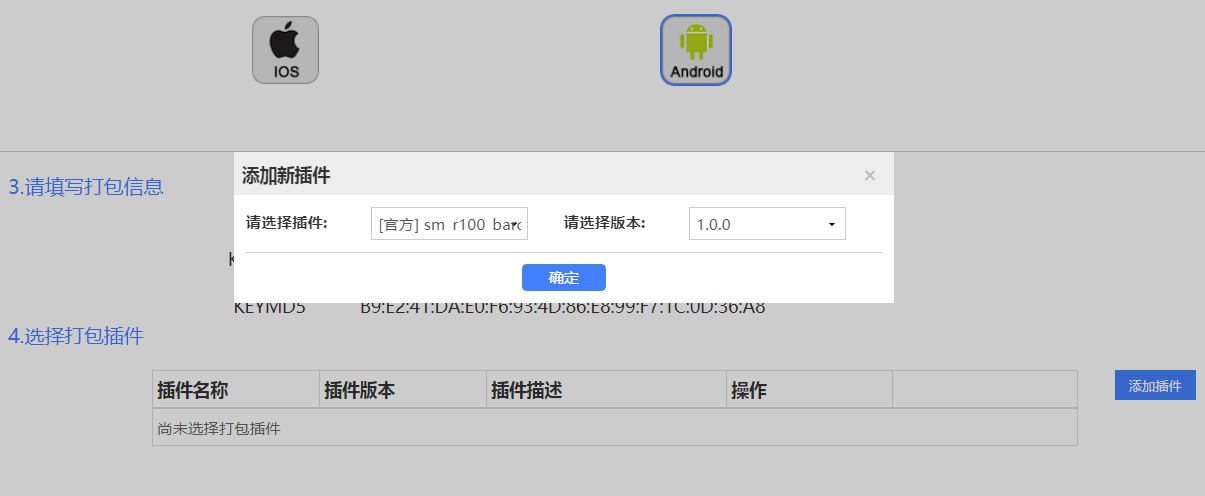 IOS
Android
3.请填写打包信息
添加新插件
×
请选择插件:
[官方] sm_r100_barc
请选择版本:
1.0.0
确定
KEYMD5 B9:E2:41:DA:E0:F6:93:4D:86:E8:99:F7:1C:0D:36:A8
4.选择打包插件
添加插件
插件名称 插件版本 插件描述 操作
尚未选择打包插件